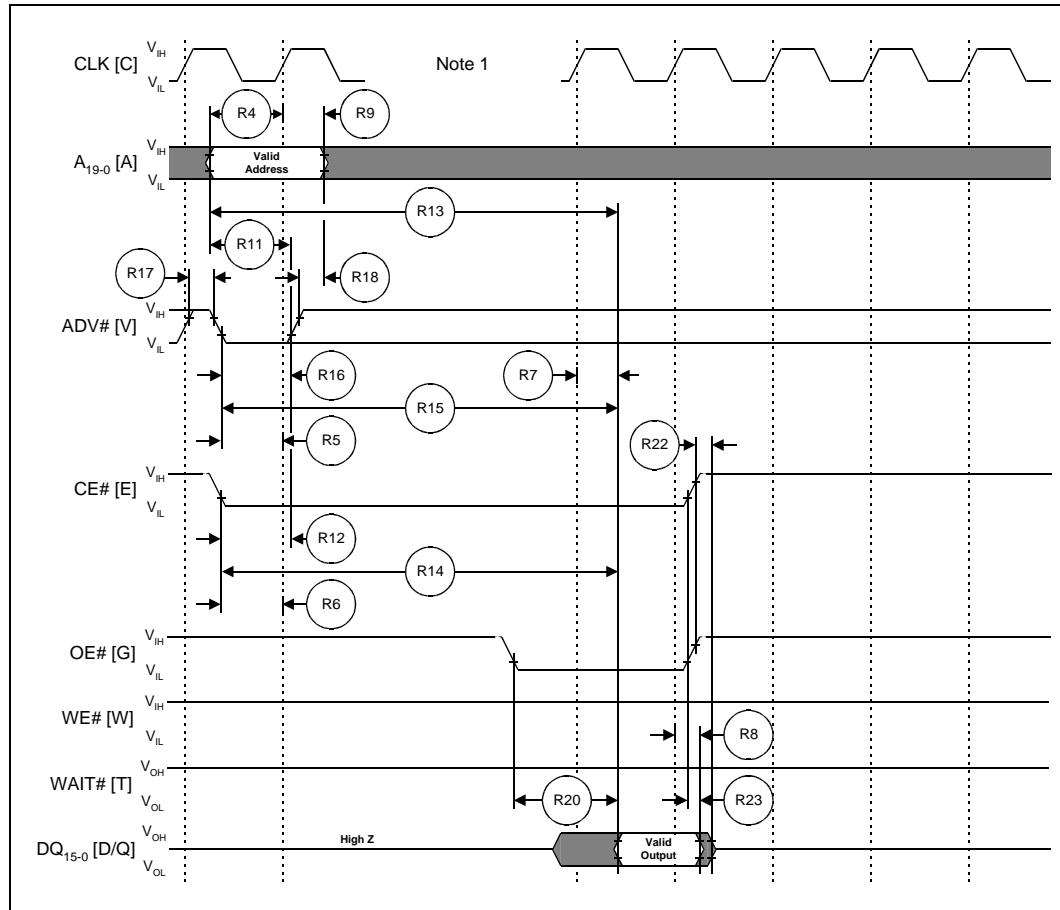 V_IH
CLK [C]
Note 1
V_IL
R4
R9
V_IH
A_19-0 [A]
Valid
Address
V_IL
R13
R11
R17
R18
V_IH
ADV# [V]
V_IL
R16
R7
R15
R5
R22
V_IH
CE# [E]
V_IL
R12
R14
R6
V_IH
OE# [G]
V_IL
V_IH
WE# [W]
V_IL
R8
V_OH
WAIT# [T]
V_OL
R20
R23
V_OH
High Z
Valid
Output
DQ_15-0 [D/Q]
V_OL